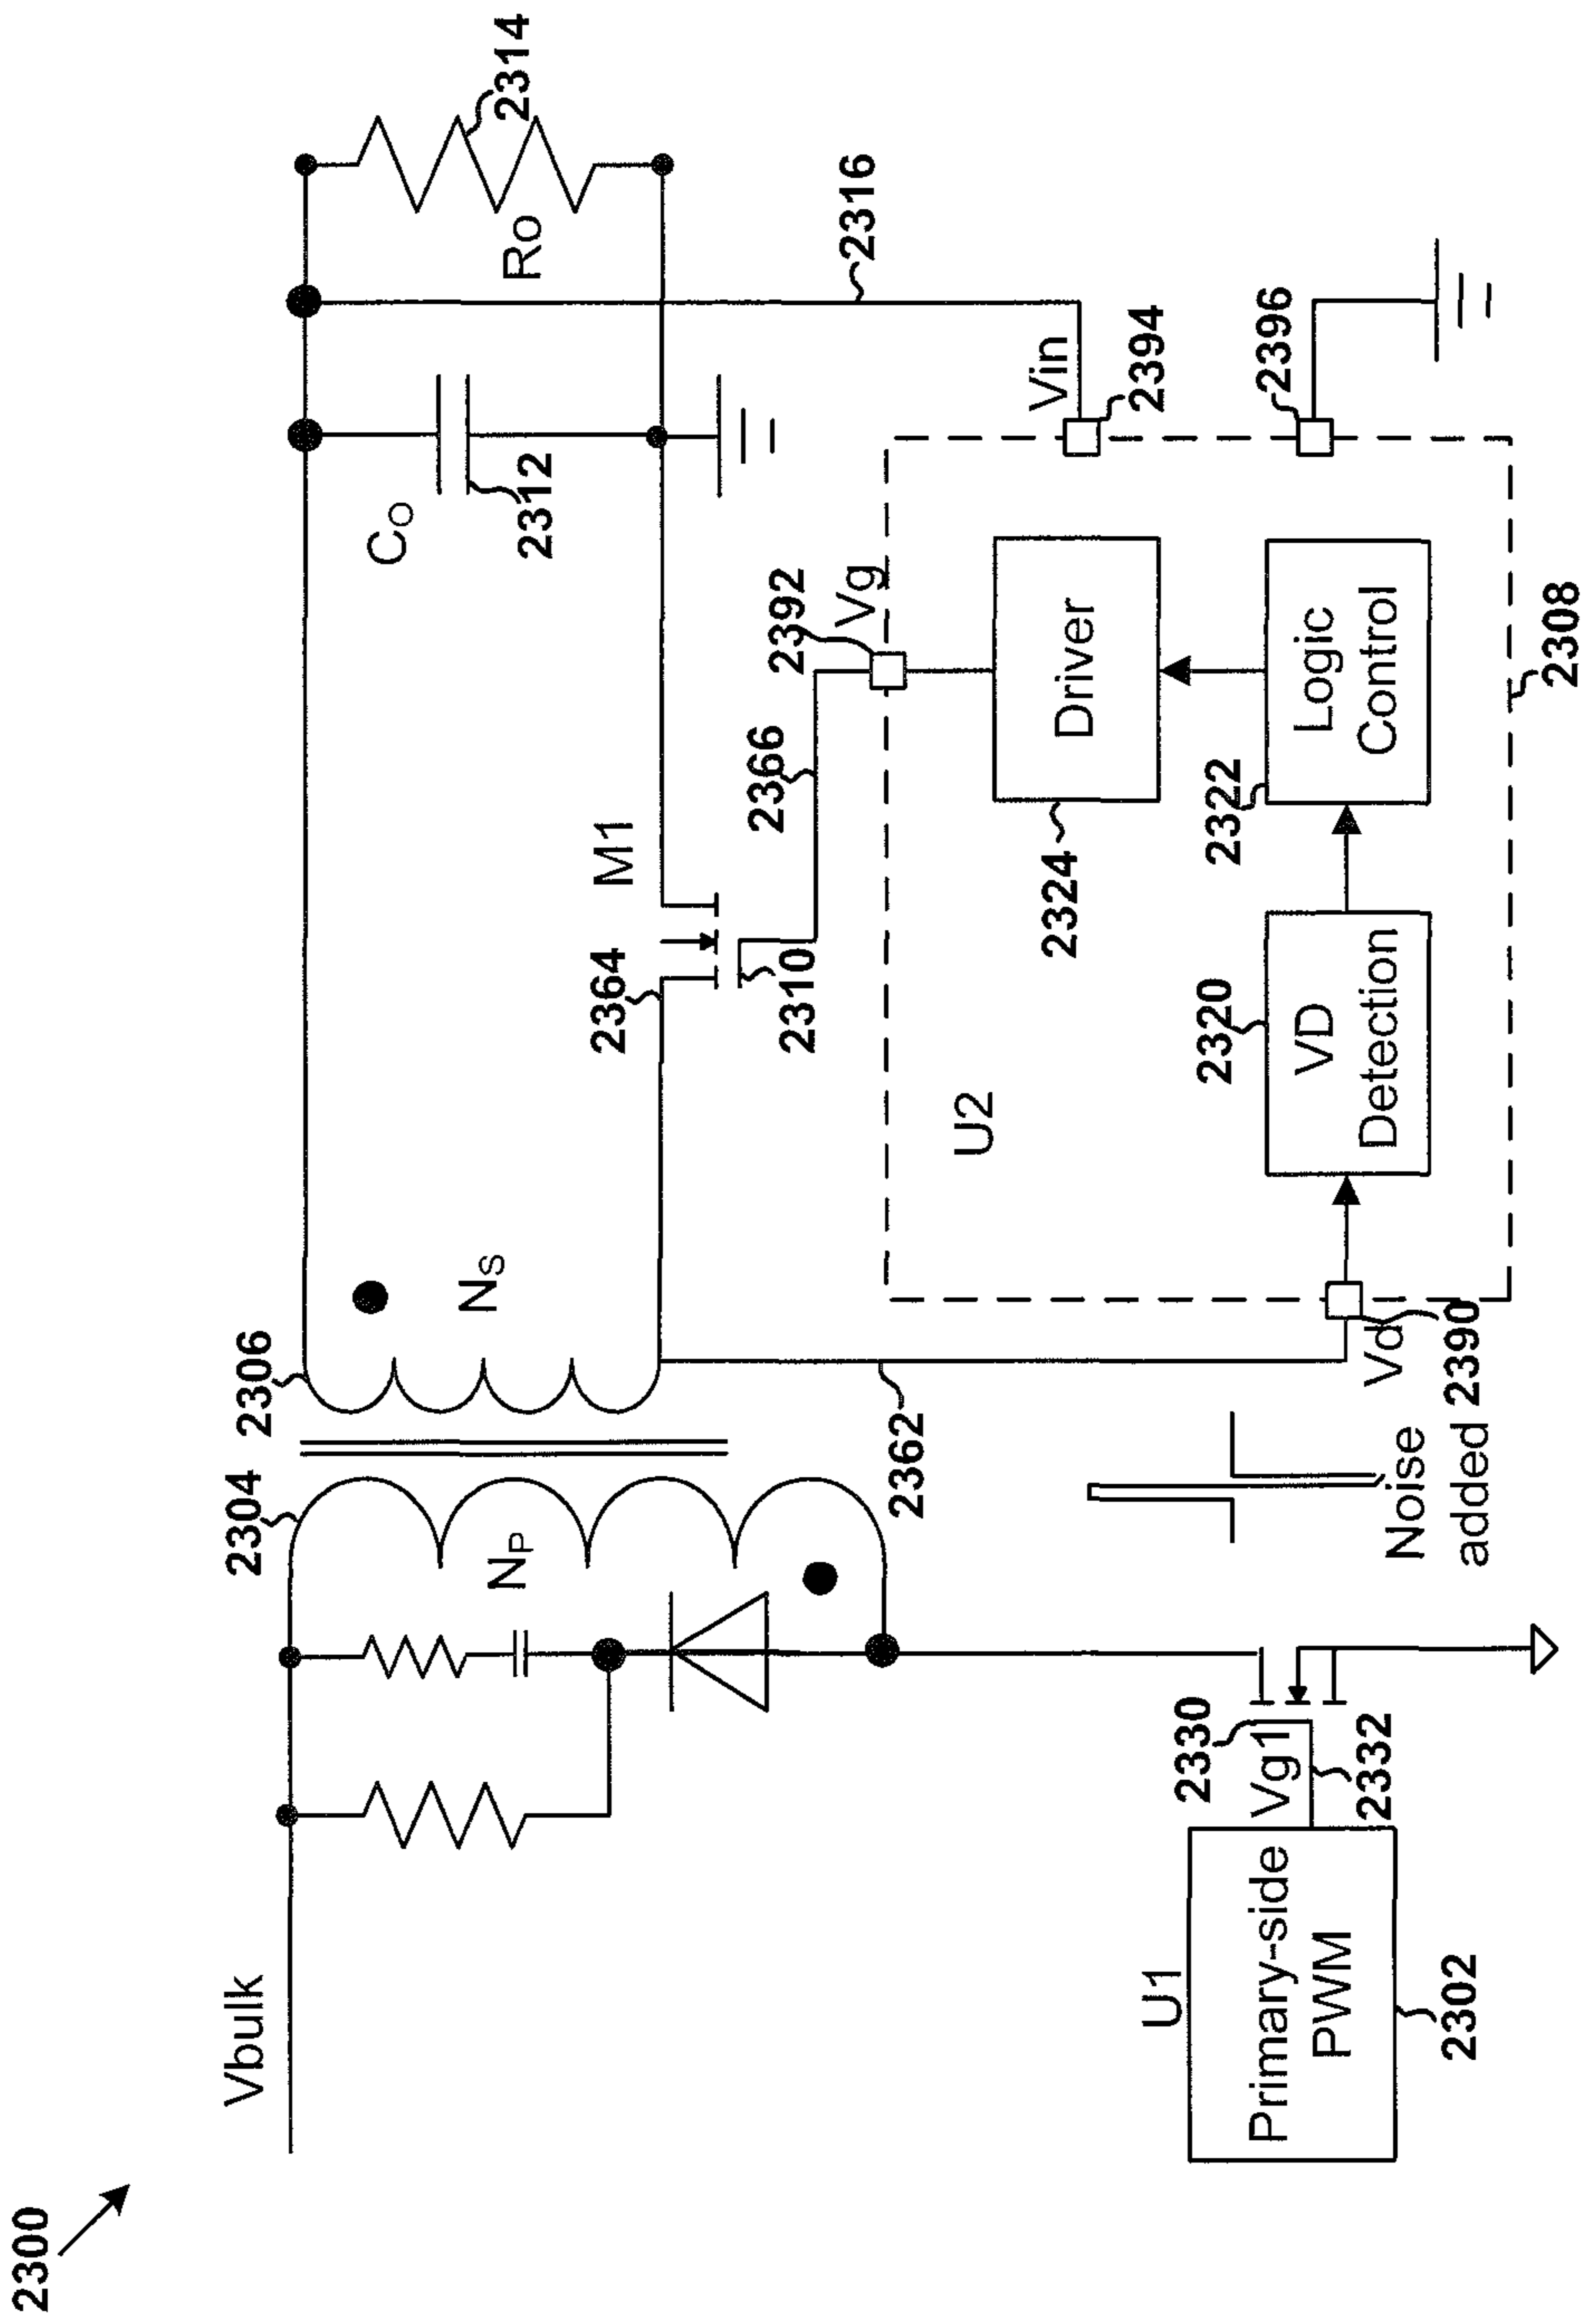 2300
Vbulk
2304
NP
2306
NS
CO
2312
Ro
2314
2316
M1
2364
2310
2366
2392
Vg
Vin
2394
2396
2362
U2
Driver
2324
Logic
Control
2322
VD
Detection
2320
2308
Vd
2390
Noise
added
U1
Primary-side
PWM
2302
Vg1
2330
2332